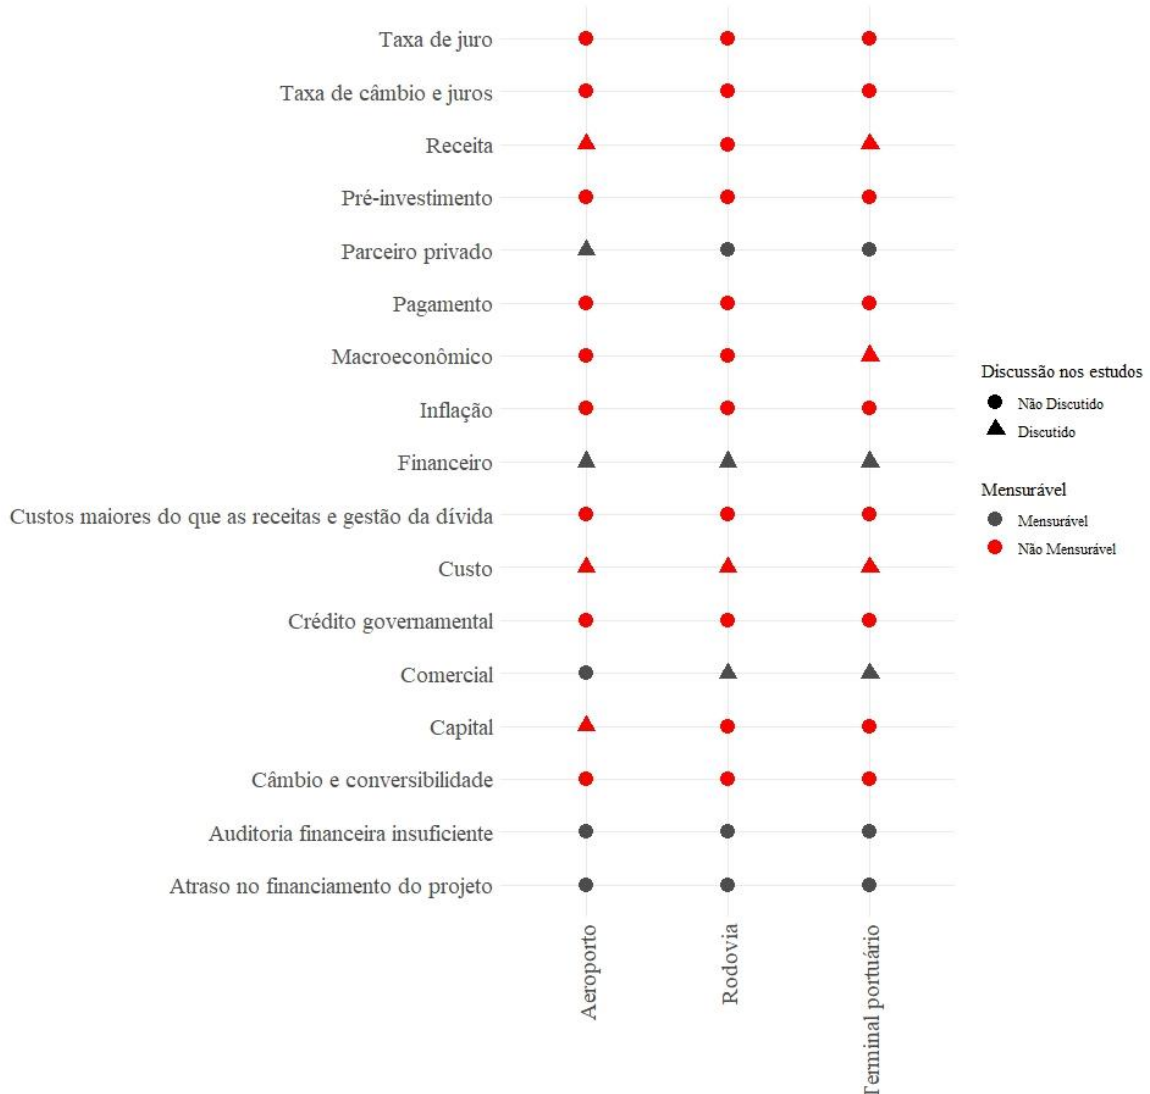 Taxa de juro
Taxa de câmbio e juros
Receita
Pré-investimento
Parceiro privado
Pagamento
Macroeconômico
Inflação
Financeiro
Custos maiores do que as receitas e gestão da dívida
Custo
Crédito governamental
Comercial
Capital
Câmbio e conversibilidade
Auditoria financeira insuficiente
Atraso no financiamento do projeto
Aeroporto
Rodovia
Terminal portuário
Discussão nos estudos
Não Discutido
Discutido
Mensurável
Mensurável
Não Mensurável